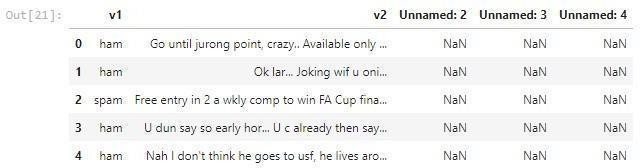 Out[21]: v1 v2 Unnamed: 2 Unnamed: 3 Unnamed: 4
0 ham Go until jurong point, crazy.. Available only ... NaN NaN NaN
1 ham Ok lar... Joking wif u oni... NaN NaN NaN
2 spam Free entry in 2 a wkly comp to win FA Cup fina... NaN NaN NaN
3 ham U dun say so early hor... U c already then say... NaN NaN NaN
4 ham Nah I don't think he goes to usf, he lives aro... NaN NaN NaN